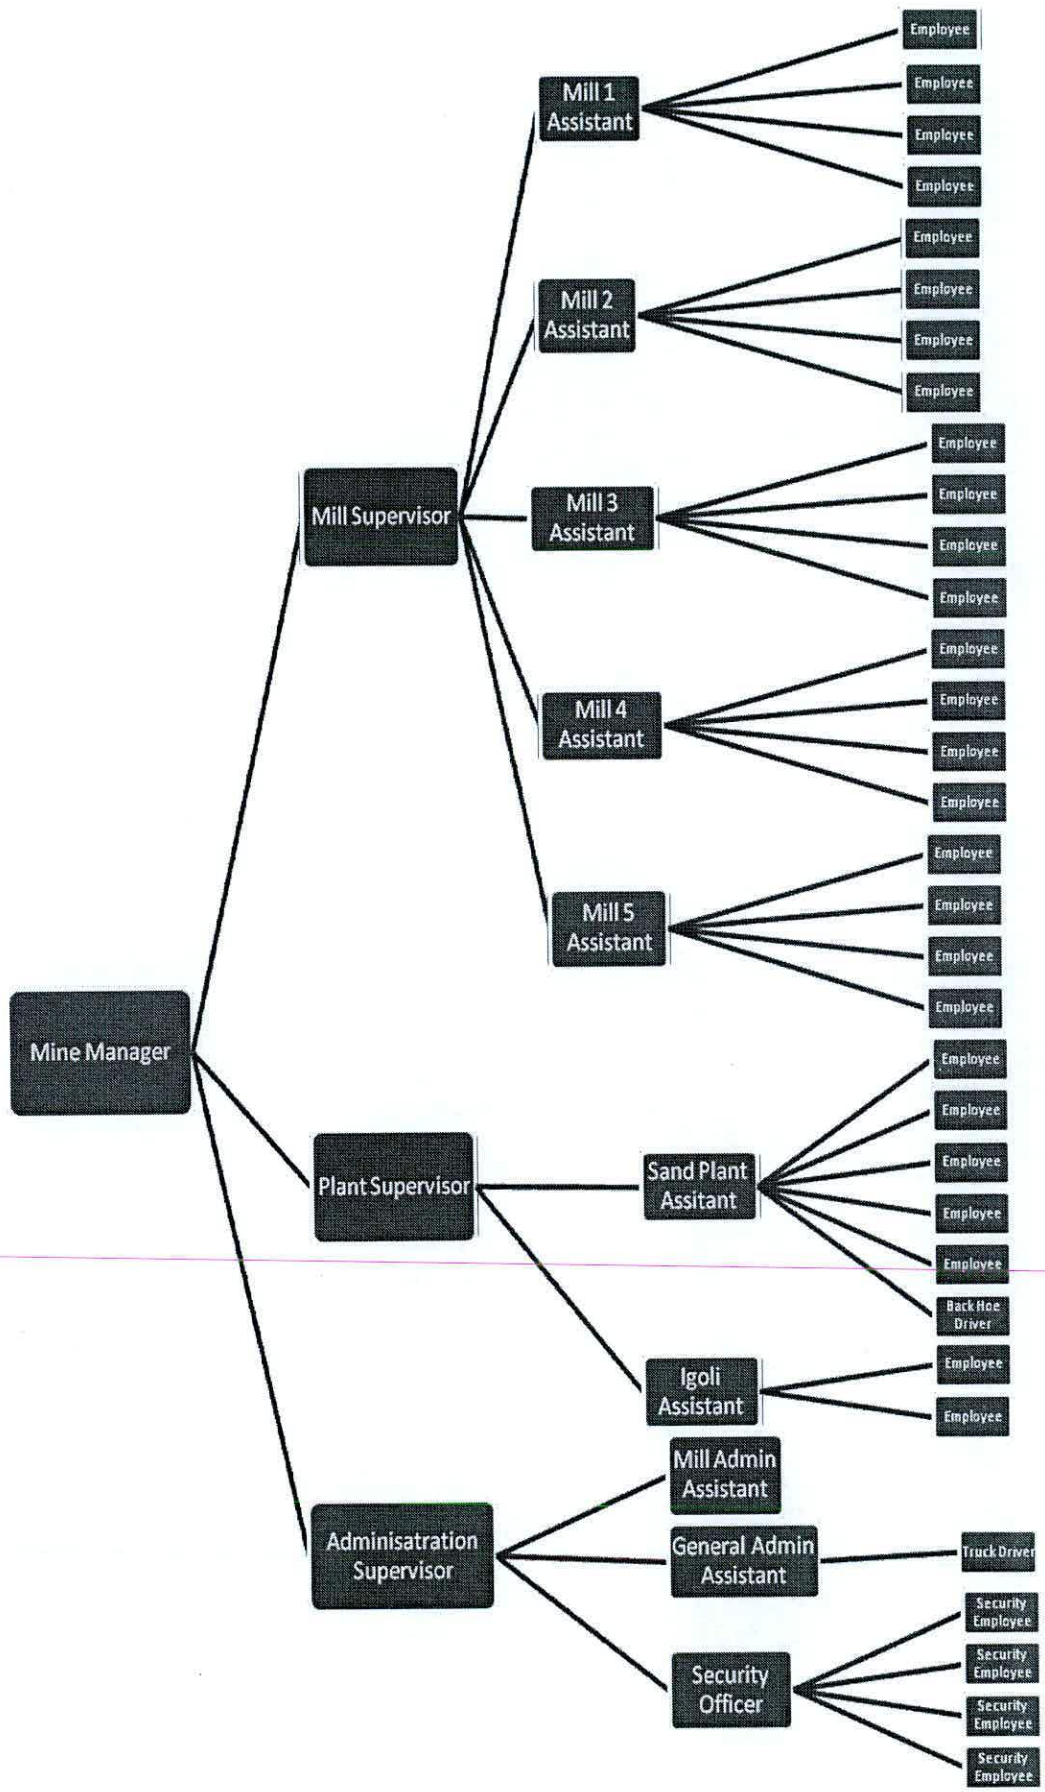 Mine Manager
Mill Supervisor
Mill 1
Assistant
Employee
Employee
Employee
Employee
Mill 2
Assistant
Employee
Employee
Employee
Employee
Mill 3
Assistant
Employee
Employee
Employee
Employee
Mill 4
Assistant
Employee
Employee
Employee
Employee
Mill 5
Assistant
Employee
Employee
Employee
Employee
Plant Supervisor
Sand Plant
Assitant
Employee
Employee
Employee
Employee
Employee
Back Hoe
Driver
Igoli
Assistant
Employee
Employee
Adminisatration
Supervisor
Mill Admin
Assistant
General Admin
Assistant
Truck Driver
Security
Officer
Security
Employee
Security
Employee
Security
Employee
Security
Employee